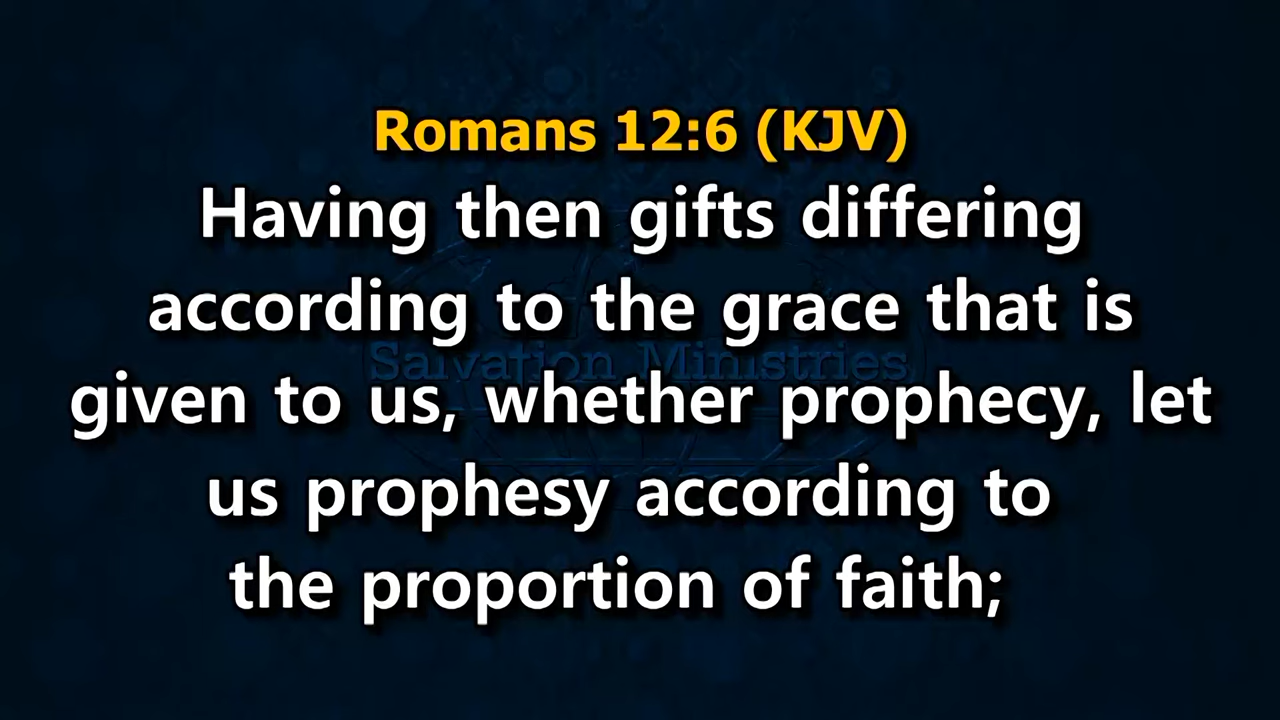 Romans 12:6 (KJV)
Having then gifts differing
according to the grace that is
Salvation Ministries
given to us, whether prophecy, let
us prophesy according to
the proportion of faith;